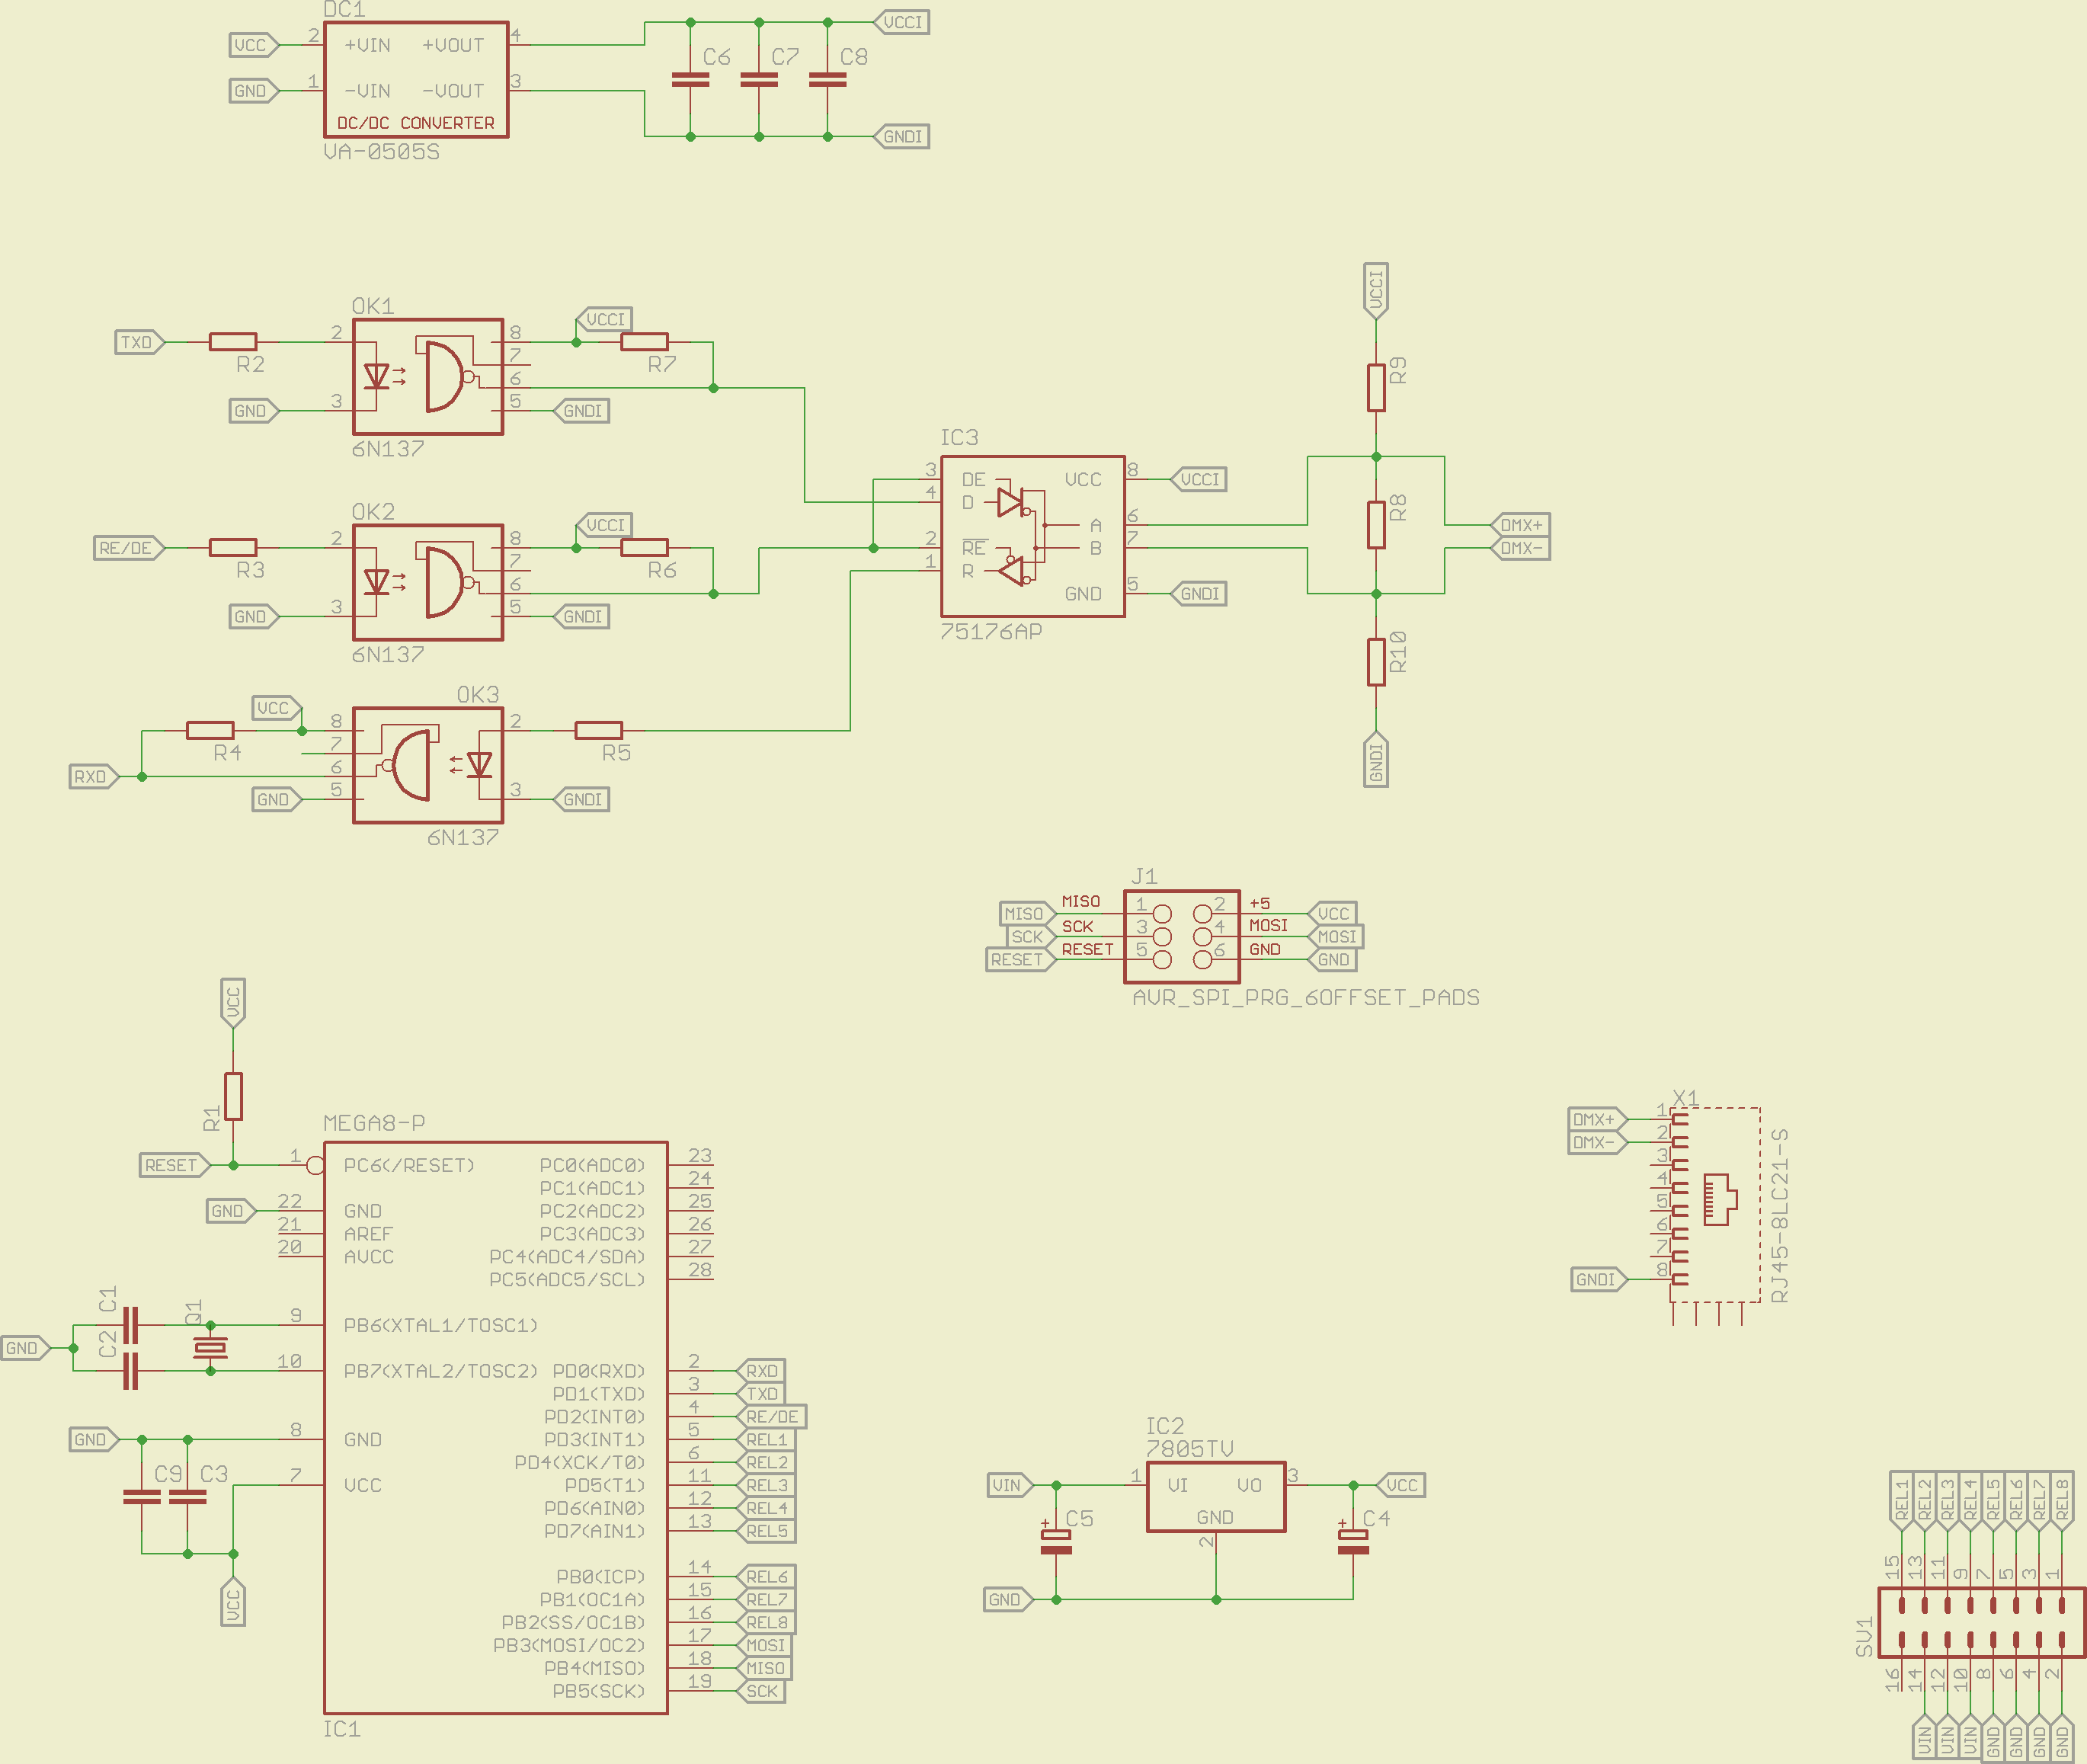 DC1
VCC 2 +VIN +VOUT 4
GND 1 -VIN -VOUT 3
DC/DC CONVERTER
VA-0505S
C6 C7 C8
VCCI
GNDI
OK1
TXD R2 2 8 VCCI R7
7
6
GND 3 5 GNDI
6N137
OK2
RE/DE R3 2 8 VCCI R6
7
6
GND 3 5 GNDI
6N137
OK3
VCC
R4 8 2 R5
7
RXD 6
GND 5 3 GNDI
6N137
IC3
3 DE VCC 8 VCCI
4 D
A 6
2 RE B 7
1 R
GND 5 GNDI
75176AP
VCCI
R9
R8
R10
GNDI
DMX+
DMX-
J1
MISO MISO 1 2 +5 VCC
SCK SCK 3 4 MOSI MOSI
RESET RESET 5 6 GND GND
AVR_SPI_PRG_6OFFSET_PADS
VCC
R1
MEGA8-P
RESET 1 PC6(/RESET) PC0(ADC0) 23
PC1(ADC1) 24
GND 22 GND PC2(ADC2) 25
21 AREF PC3(ADC3) 26
20 AVCC PC4(ADC4/SDA) 27
PC5(ADC5/SCL) 28
C1 Q1 9 PB6(XTAL1/TOSC1)
GND
C2 10 PB7(XTAL2/TOSC2) PD0(RXD) 2 RXD
PD1(TXD) 3 TXD
PD2(INT0) 4 RE/DE
GND 8 GND PD3(INT1) 5 REL1
PD4(XCK/T0) 6 REL2
C9 C3 7 VCC PD5(T1) 11 REL3
PD6(AIN0) 12 REL4
PD7(AIN1) 13 REL5
VCC
PB0(ICP) 14 REL6
PB1(OC1A) 15 REL7
PB2(SS/OC1B) 16 REL8
PB3(MOSI/OC2) 17 MOSI
PB4(MISO) 18 MISO
PB5(SCK) 19 SCK
IC1
IC2
7805TV
VIN 1 VI VO 3 VCC
GND
2
+ C5
+ C4
GND
X1
DMX+ 1
DMX- 2
3
4
5
6
7
GNDI 8
RJ45-8LC21-S
REL1 REL2 REL3 REL4 REL5 REL6 REL7 REL8
15 13 11 9 7 5 3 1
SV1
16 14 12 10 8 6 4 2
VIN VIN VIN GND GND GND GND